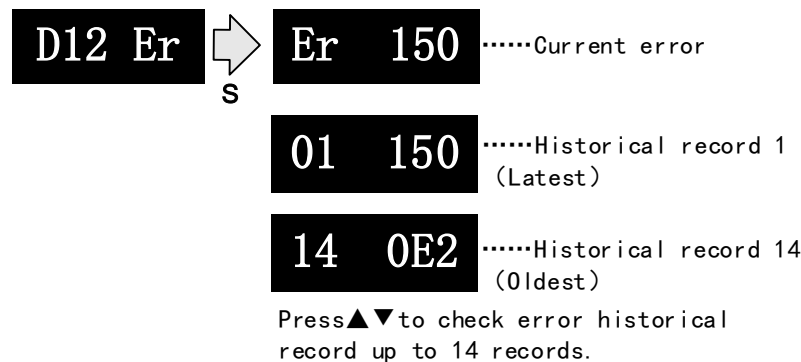 D12 Er
S
Er 150 ······Current error
01 150 ······Historical record 1
(Latest)
14 0E2 ······Historical record 14
(Oldest)
Press▲▼to check error historical
record up to 14 records.